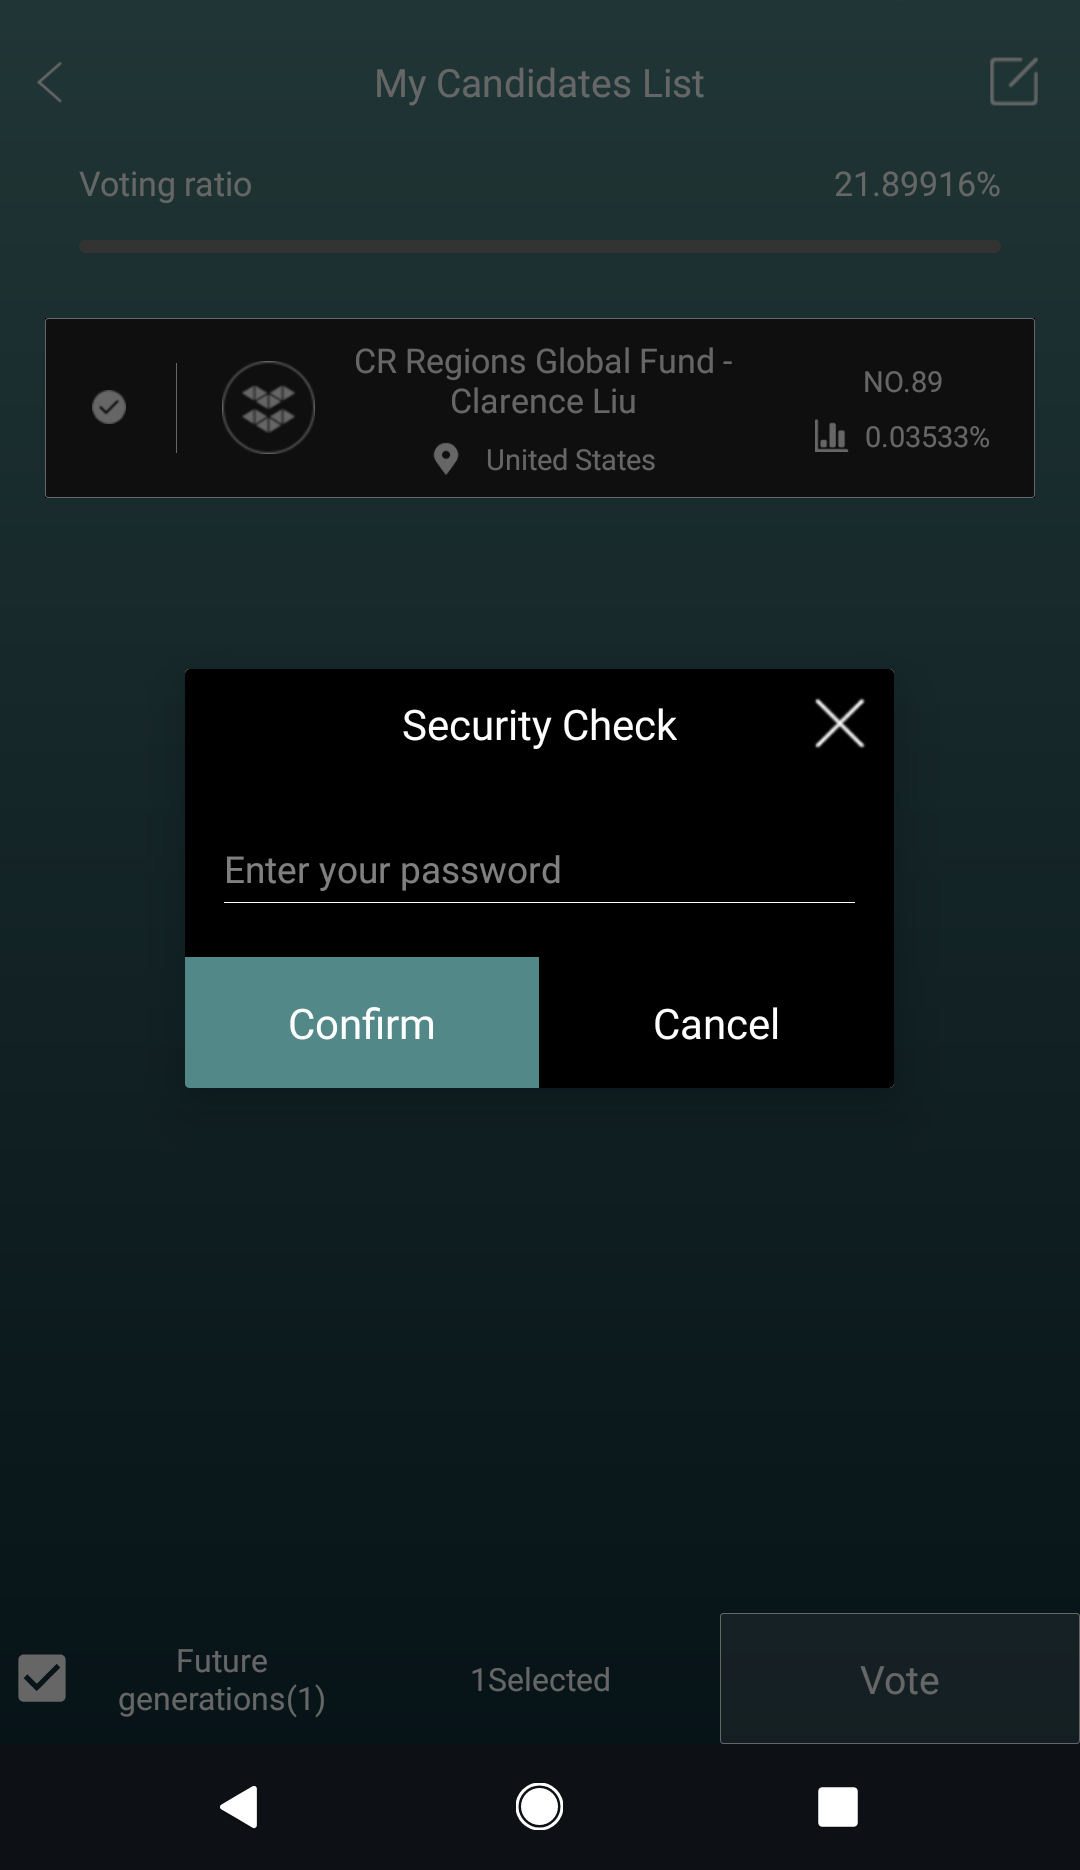 My Candidates List
Voting ratio
21.89916%
CR Regions Global Fund -
Clarence Liu
United States
NO.89
0.03533%
Security Check
Enter your password
Confirm
Cancel
Future
generations(1)
1Selected
Vote